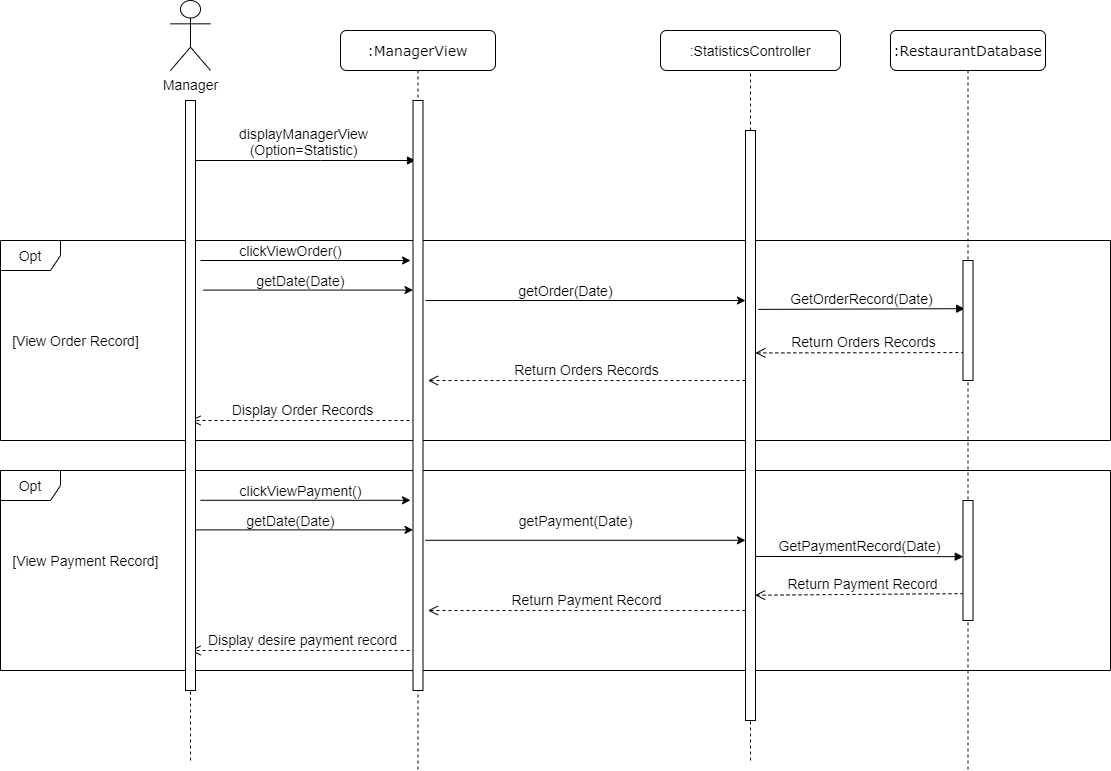 :ManagerView
:StatisticsController
:RestaurantDatabase
Manager
displayManagerView
(Option=Statistic)
Opt
clickViewOrder()
getDate(Date)
getOrder(Date)
GetOrderRecord(Date)
[View Order Record]
Return Orders Records
Return Orders Records
Display Order Records
Opt
clickViewPayment()
getDate(Date)
getPayment(Date)
GetPaymentRecord(Date)
[View Payment Record]
Return Payment Record
Return Payment Record
Display desire payment record